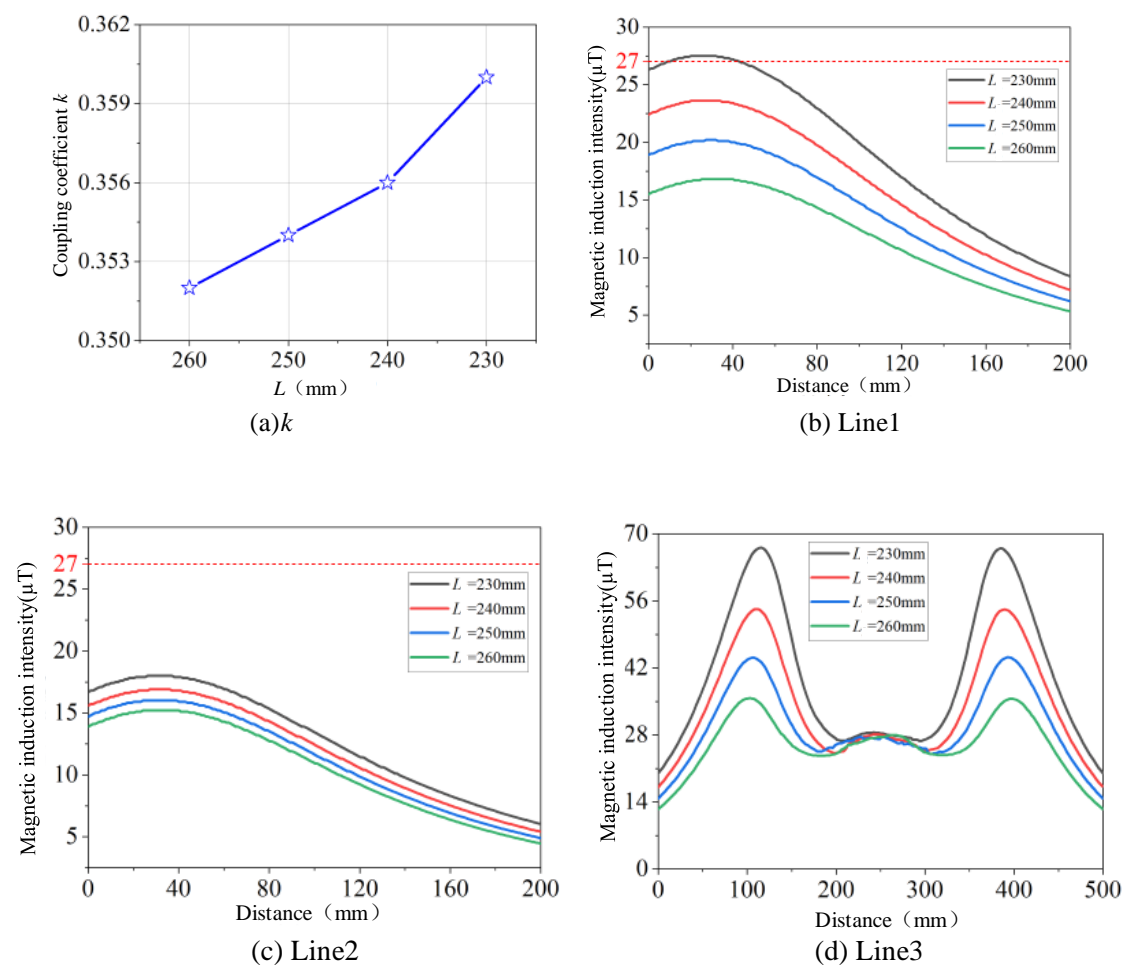 0.362
0.359
0.356
0.353
0.350
Coupling coefficient k
260 250 240 230
L（mm）
(a)k
30
27
25
20
15
10
5
Magnetic induction intensity(μT)
L =230mm
L =240mm
L =250mm
L =260mm
0 40 80 120 160 200
Distance（mm）
(b) Line1
30
27
25
20
15
10
5
Magnetic induction intensity(μT)
L =230mm
L =240mm
L =250mm
L =260mm
0 40 80 120 160 200
Distance（mm）
(c) Line2
70
56
42
28
14
0
Magnetic induction intensity(μT)
L =230mm
L =240mm
L =250mm
L =260mm
0 100 200 300 400 500
Distance（mm）
(d) Line3